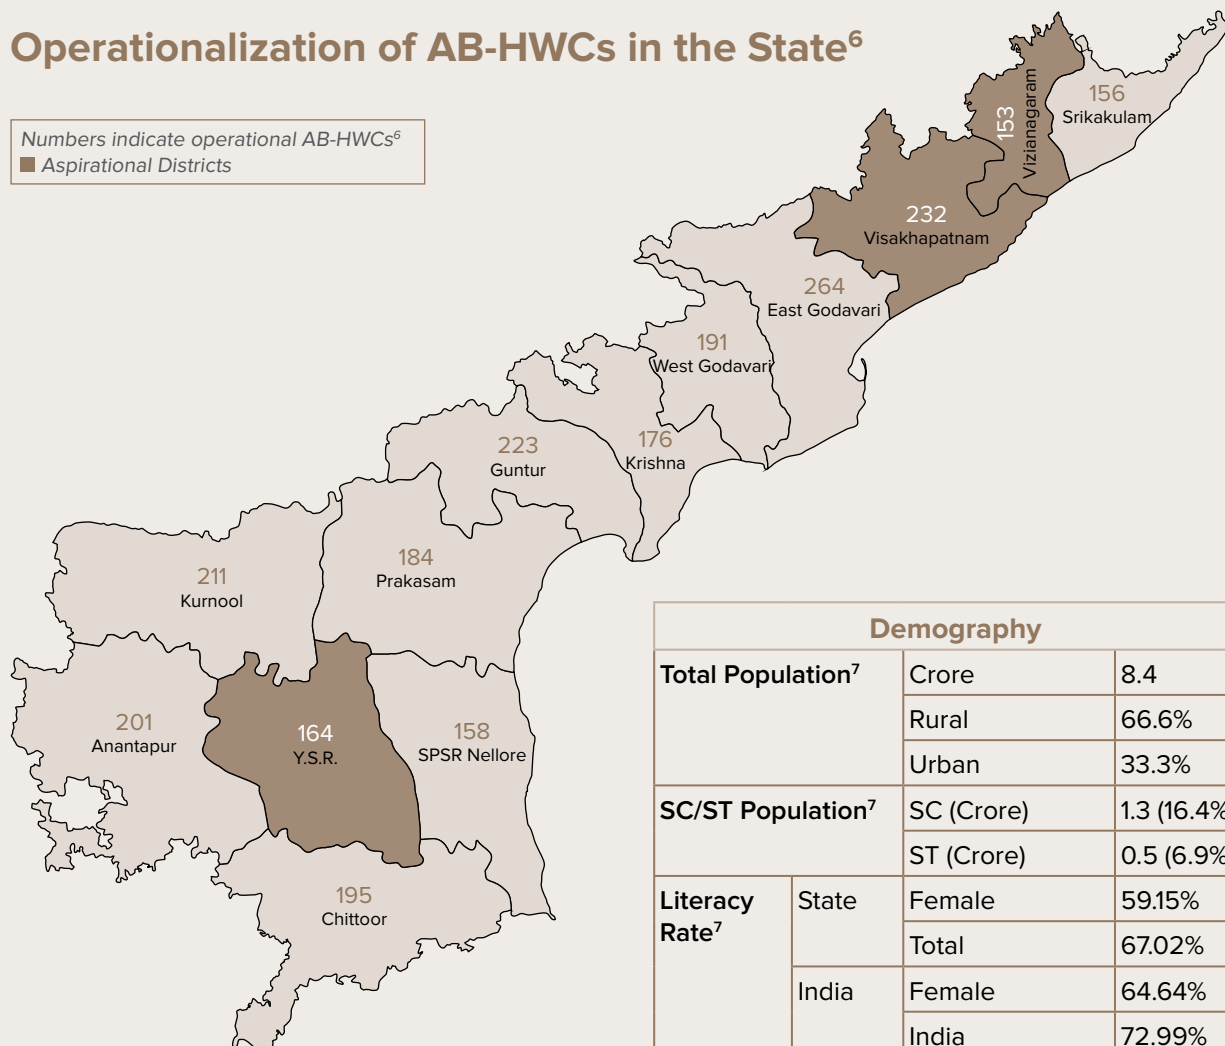 Operationalization of AB-HWCs in the State⁶
Numbers indicate operational AB-HWCs⁶
Aspirational Districts
156
Srikakulam
153
Vizianagaram
232
Visakhapatnam
264
East Godavari
191
West Godavari
176
Krishna
223
Guntur
184
Prakasam
211
Kurnool
201
Anantapur
164
Y.S.R.
158
SPSR Nellore
195
Chittoor
Demography
Total Population⁷ Crore 8.4
Rural 66.6%
Urban 33.3%
SC/ST Population⁷ SC (Crore) 1.3 (16.4%
ST (Crore) 0.5 (6.9%
Literacy Rate⁷ State Female 59.15%
Total 67.02%
India Female 64.64%
India 72.99%